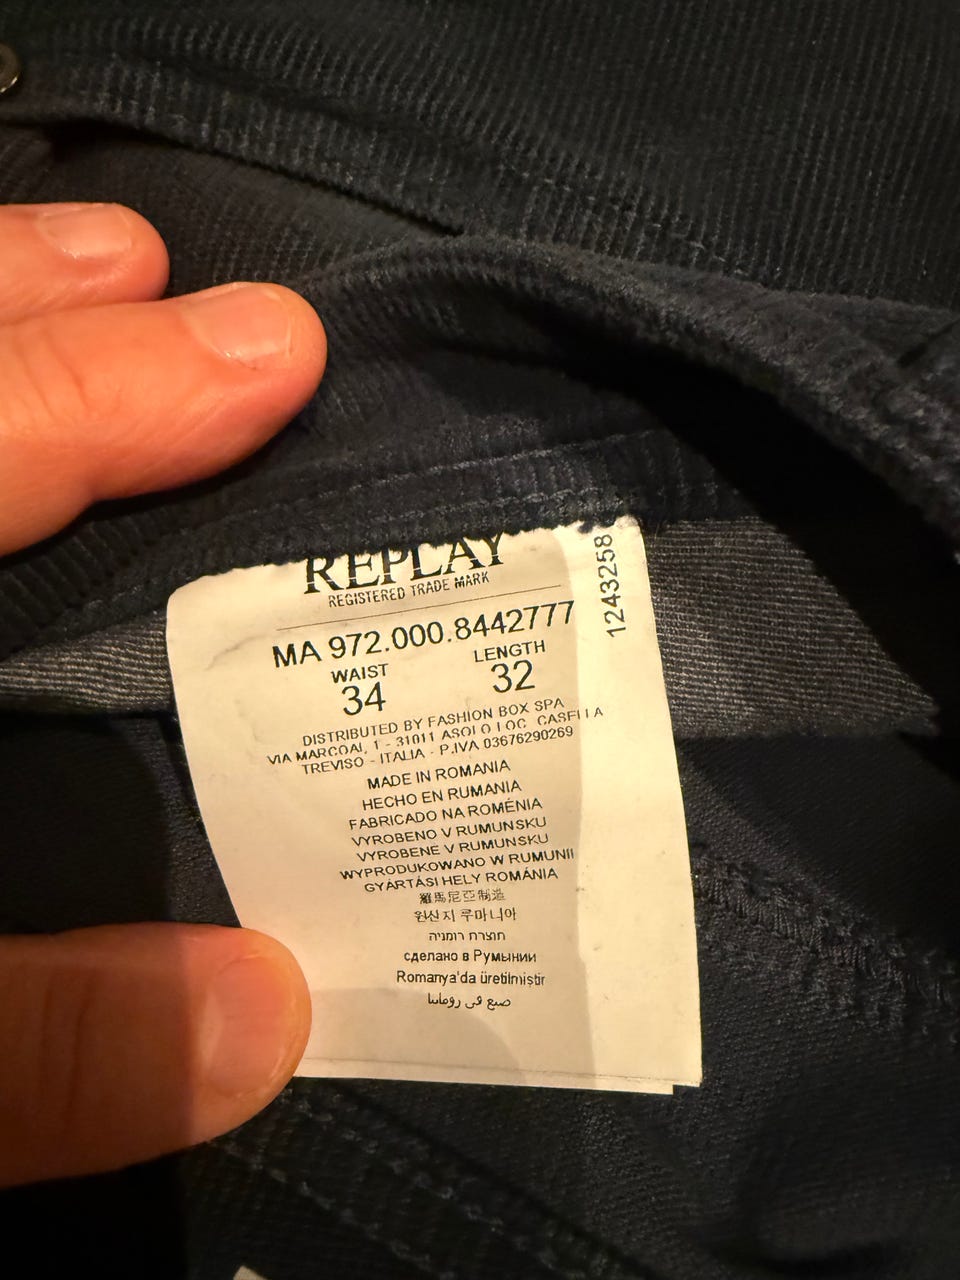 REPLAY
REGISTERED TRADE MARK
1243258
MA 972.000.8442777
WAIST LENGTH
34 32
DISTRIBUTED BY FASHION BOX SPA
VIA MARCOAI, 1 - 31011 ASOLO LOC. CASELLA
TREVISO - ITALIA - P.IVA 03676290269
MADE IN ROMANIA
HECHO EN RUMANIA
FABRICADO NA ROMÉNIA
VYROBENO V RUMUNSKU
VYROBENÉ V RUMUNSKU
WYPRODUKOWANO W RUMUNII
GYÁRTÁSI HELY ROMÁNIA
羅馬尼亞制造
원산지 루마니아
תוצרת רומניה
сделано в Румынии
Romanya'da üretilmiştir
صنع في رومانيا